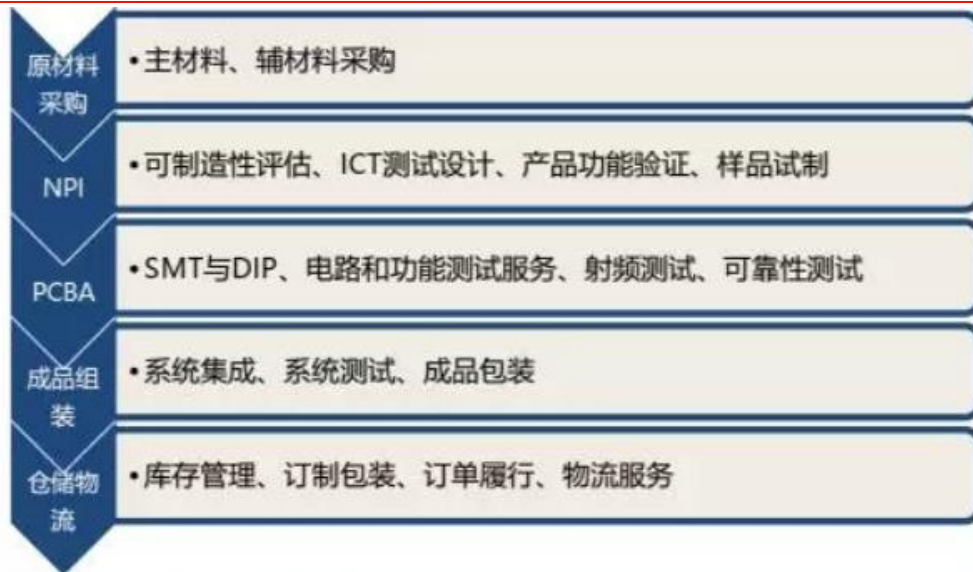 原材料
采购
•主材料、辅材料采购
NPI
•可制造性评估、ICT测试设计、产品功能验证、样品试制
PCBA
•SMT与DIP、电路和功能测试服务、射频测试、可靠性测试
成品组
装
•系统集成、系统测试、成品包装
仓储物
流
•库存管理、订制包装、订单履行、物流服务